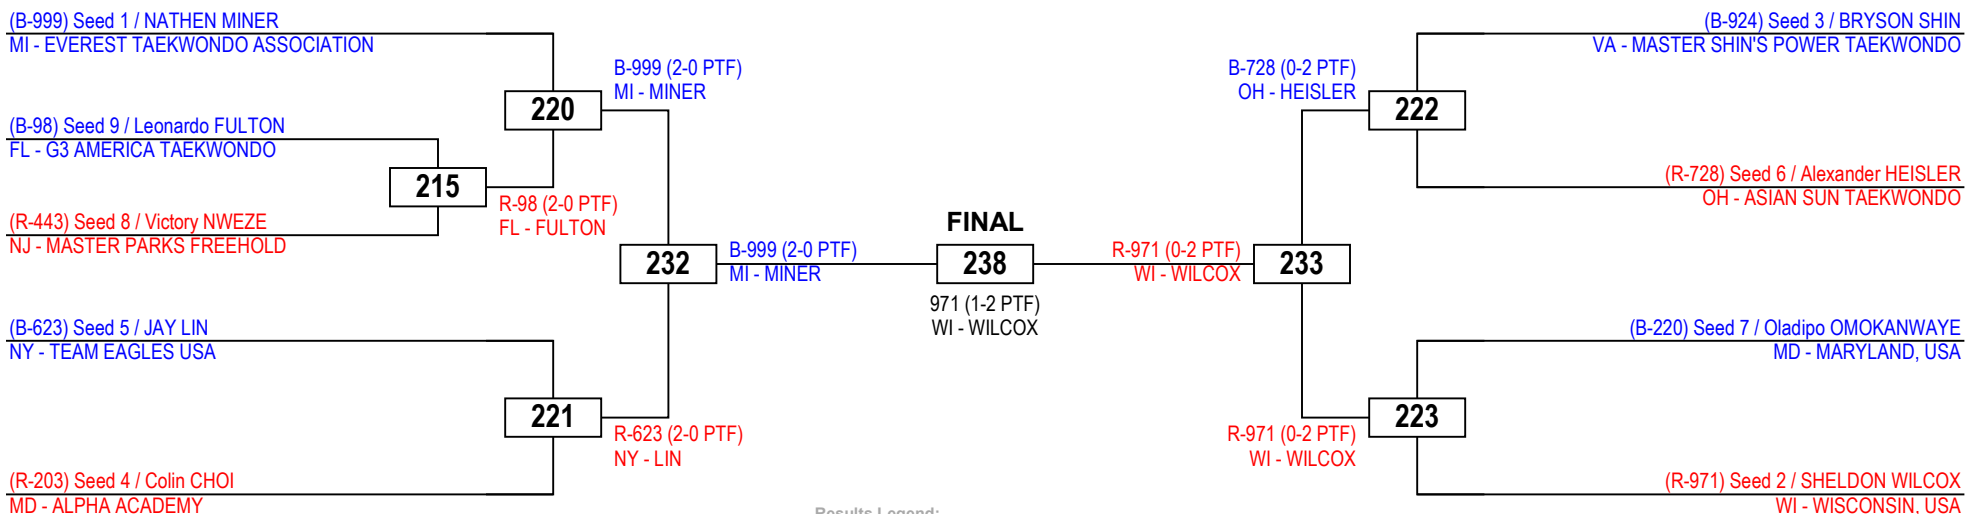 (B-999) Seed 1 / NATHEN MINER
MI - EVEREST TAEKWONDO ASSOCIATION
(B-98) Seed 9 / Leonardo FULTON
FL - G3 AMERICA TAEKWONDO
(R-443) Seed 8 / Victory NWEZE
NJ - MASTER PARKS FREEHOLD
(B-623) Seed 5 / JAY LIN
NY - TEAM EAGLES USA
(R-203) Seed 4 / Colin CHOI
MD - ALPHA ACADEMY
215
R-98 (2-0 PTF)
FL - FULTON
220
B-999 (2-0 PTF)
MI - MINER
221
R-623 (2-0 PTF)
NY - LIN
232
B-999 (2-0 PTF)
MI - MINER
FINAL
238
971 (1-2 PTF)
WI - WILCOX
R-971 (0-2 PTF)
WI - WILCOX
233
B-728 (0-2 PTF)
OH - HEISLER
222
R-971 (0-2 PTF)
WI - WILCOX
223
(B-924) Seed 3 / BRYSON SHIN
VA - MASTER SHIN'S POWER TAEKWONDO
(R-728) Seed 6 / Alexander HEISLER
OH - ASIAN SUN TAEKWONDO
(B-220) Seed 7 / Oladipo OMOKANWAYE
MD - MARYLAND, USA
(R-971) Seed 2 / SHELDON WILCOX
WI - WISCONSIN, USA
Results Legend: